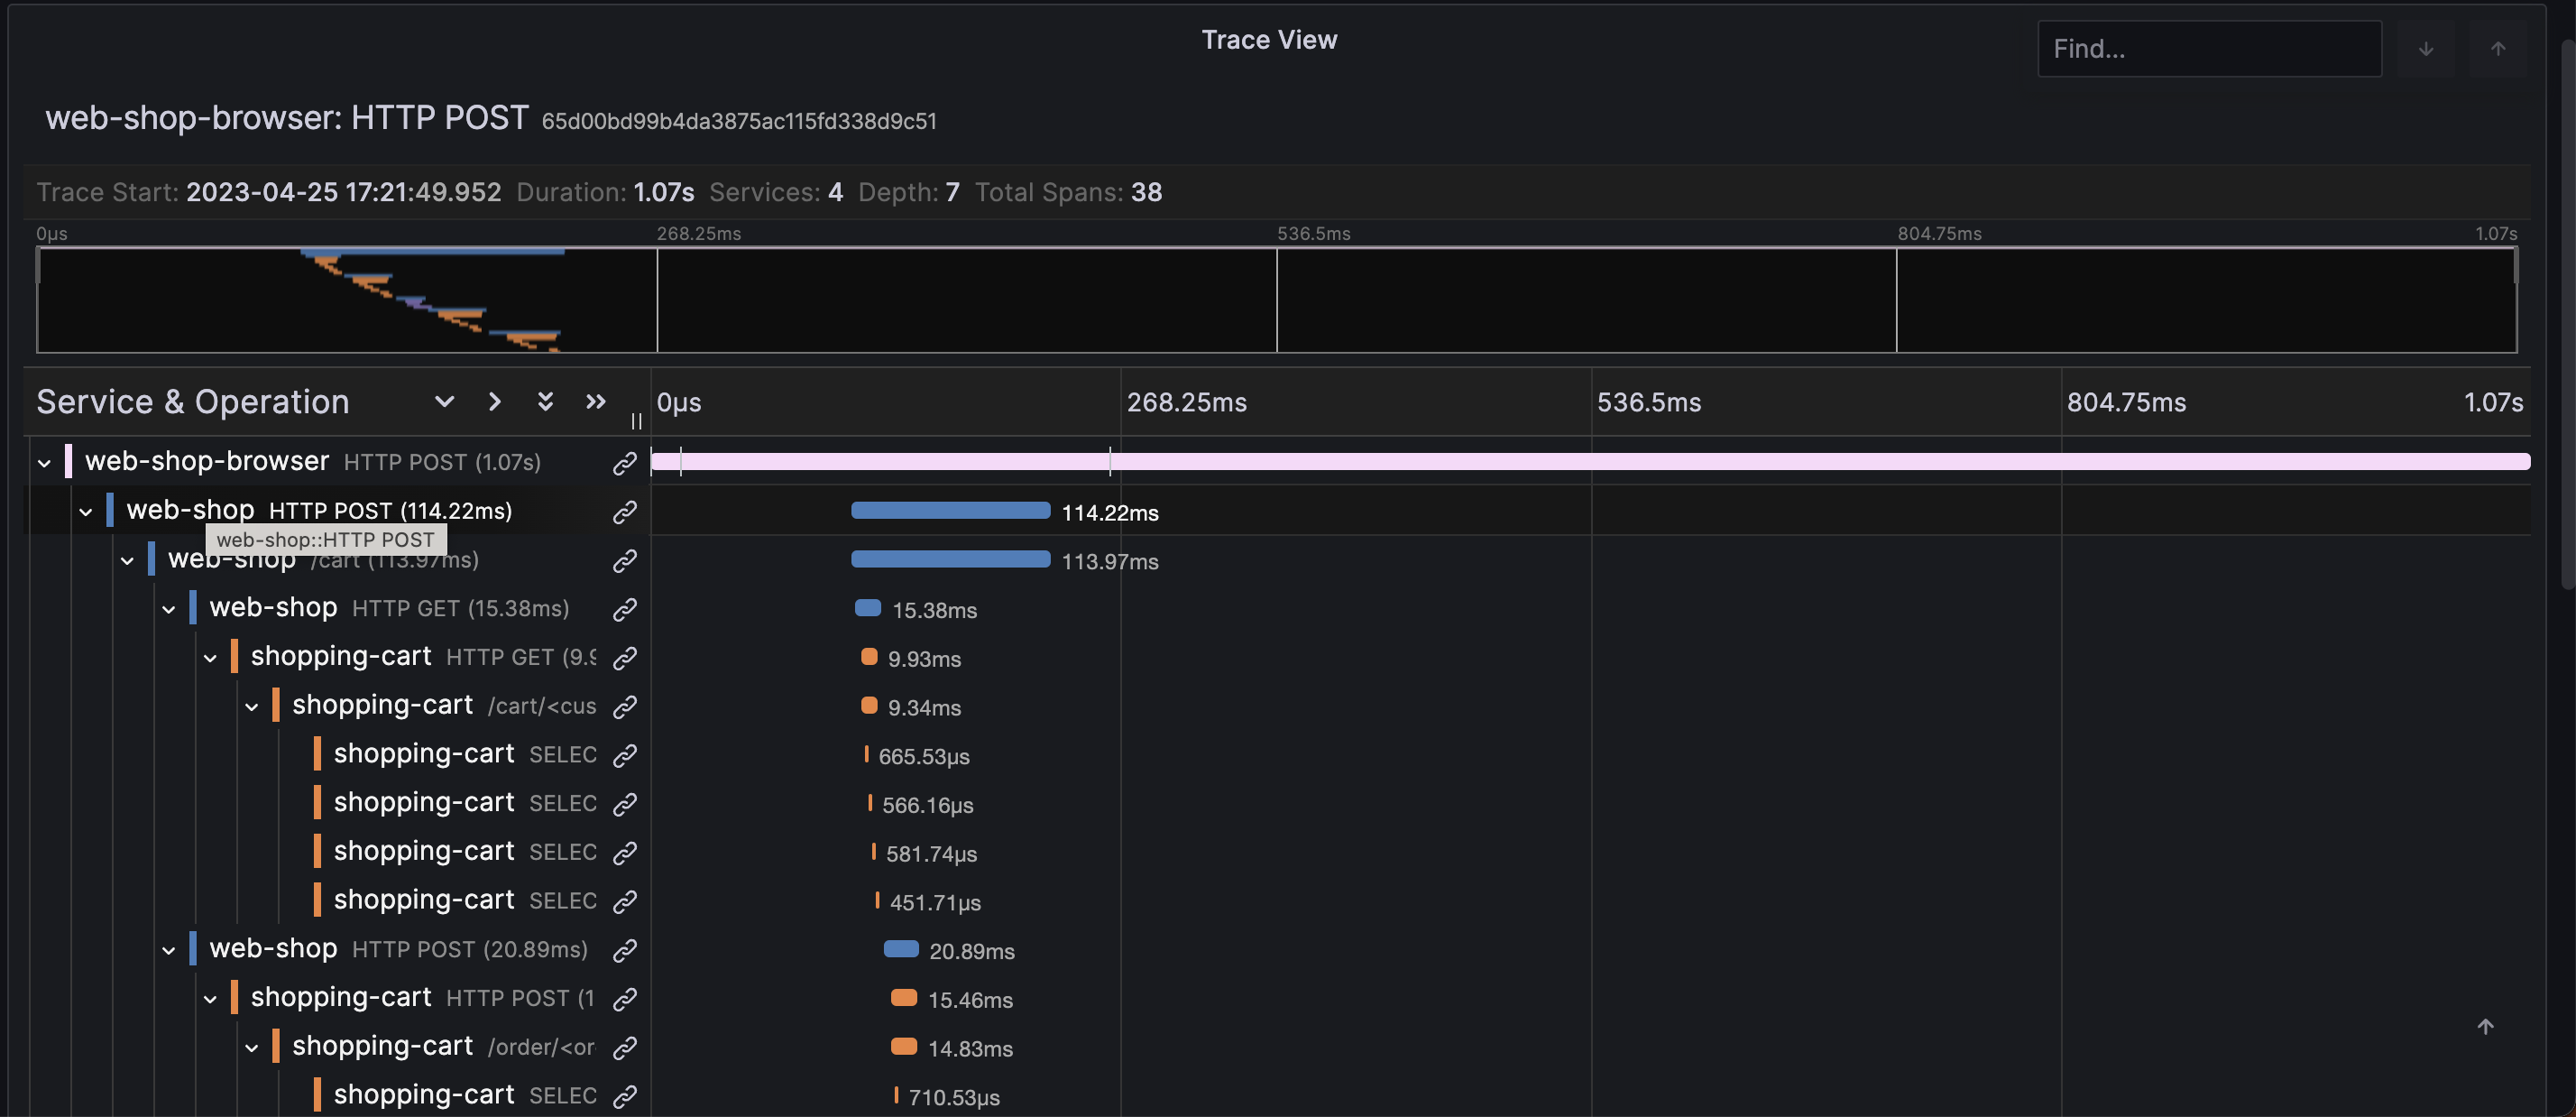 Trace View
Find...
web-shop-browser: HTTP POST 65d00bd99b4da3875ac115fd338d9c51
Trace Start: 2023-04-25 17:21:49.952 Duration: 1.07s Services: 4 Depth: 7 Total Spans: 38
0μs 268.25ms 536.5ms 804.75ms 1.07s
Service & Operation 0μs 268.25ms 536.5ms 804.75ms 1.07s
web-shop-browser HTTP POST (1.07s)
web-shop HTTP POST (114.22ms) 114.22ms
web-shop::HTTP POST
web-shop /cart (113.97ms) 113.97ms
web-shop HTTP GET (15.38ms) 15.38ms
shopping-cart HTTP GET (9.9 9.93ms
shopping-cart /cart/<cus 9.34ms
shopping-cart SELEC 665.53μs
shopping-cart SELEC 566.16μs
shopping-cart SELEC 581.74μs
shopping-cart SELEC 451.71μs
web-shop HTTP POST (20.89ms) 20.89ms
shopping-cart HTTP POST (1 15.46ms
shopping-cart /order/<or 14.83ms
shopping-cart SELEC 710.53μs